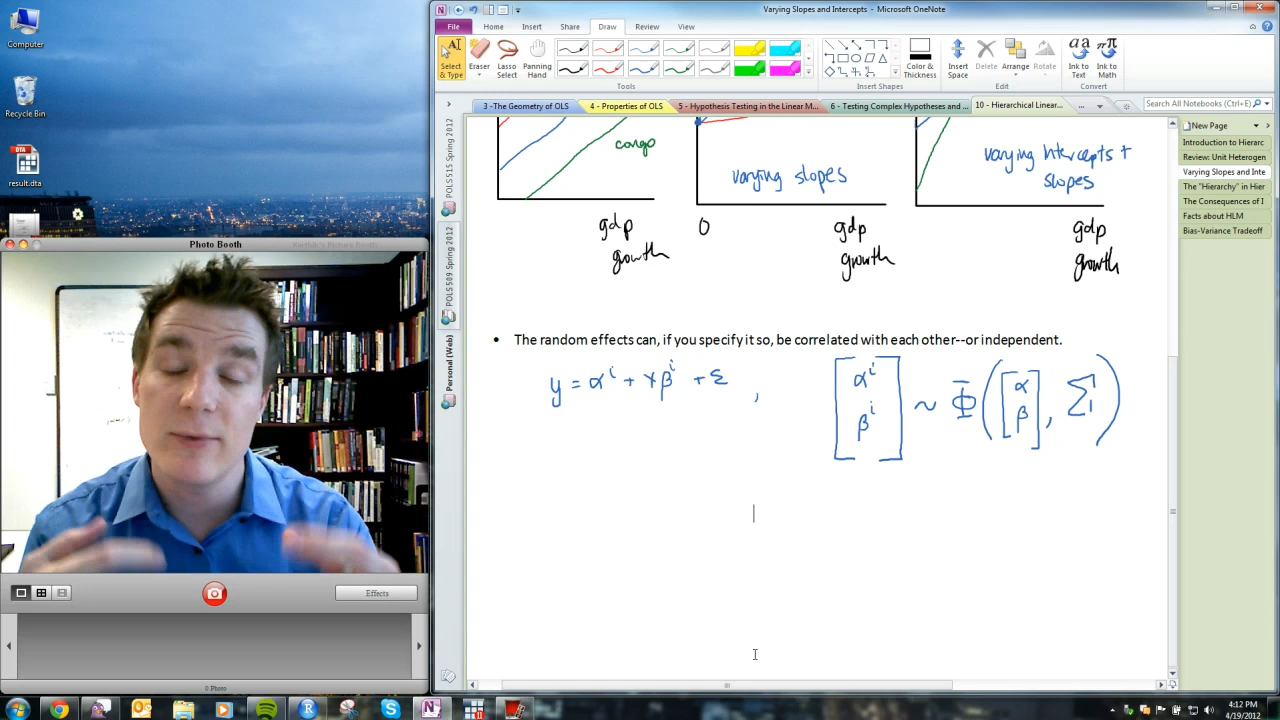 Computer
Recycle Bin
result.dta
Photo Booth
Effects
0 Photo
Varying Slopes and Intercepts - Microsoft OneNote
File Home Insert Share Draw Review View
Select & Type
Eraser
Lasso Select
Panning Hand
Color & Thickness
Insert Space
Delete
Arrange
Rotate
Ink to Text
Ink to Math
Tools
Insert Shapes
Edit
Convert
3 -The Geometry of OLS
4 - Properties of OLS
5 - Hypothesis Testing in the Linear M...
6 - Testing Complex Hypotheses and ...
10 - Hierarchical Linear...
...
Search All Notebooks (Ctrl+E)
POLS 515 Spring 2012
POLS 509 Spring 2012
Personal (Web)
New Page
Introduction to Hierarc
Review: Unit Heterogen
Varying Slopes and Inte
The "Hierarchy" in Hier
The Consequences of I
Facts about HLM
Bias-Variance Tradeoff
congo
varying slopes
varying intercepts +
slopes
gdp
growth
0
gdp
growth
gdp
growth
• The random effects can, if you specify it so, be correlated with each other--or independent.
y = αⁱ + xβⁱ + ε , [αⁱ βⁱ] ~ Φ([α β], Σ)
4:12 PM
4/19/2012